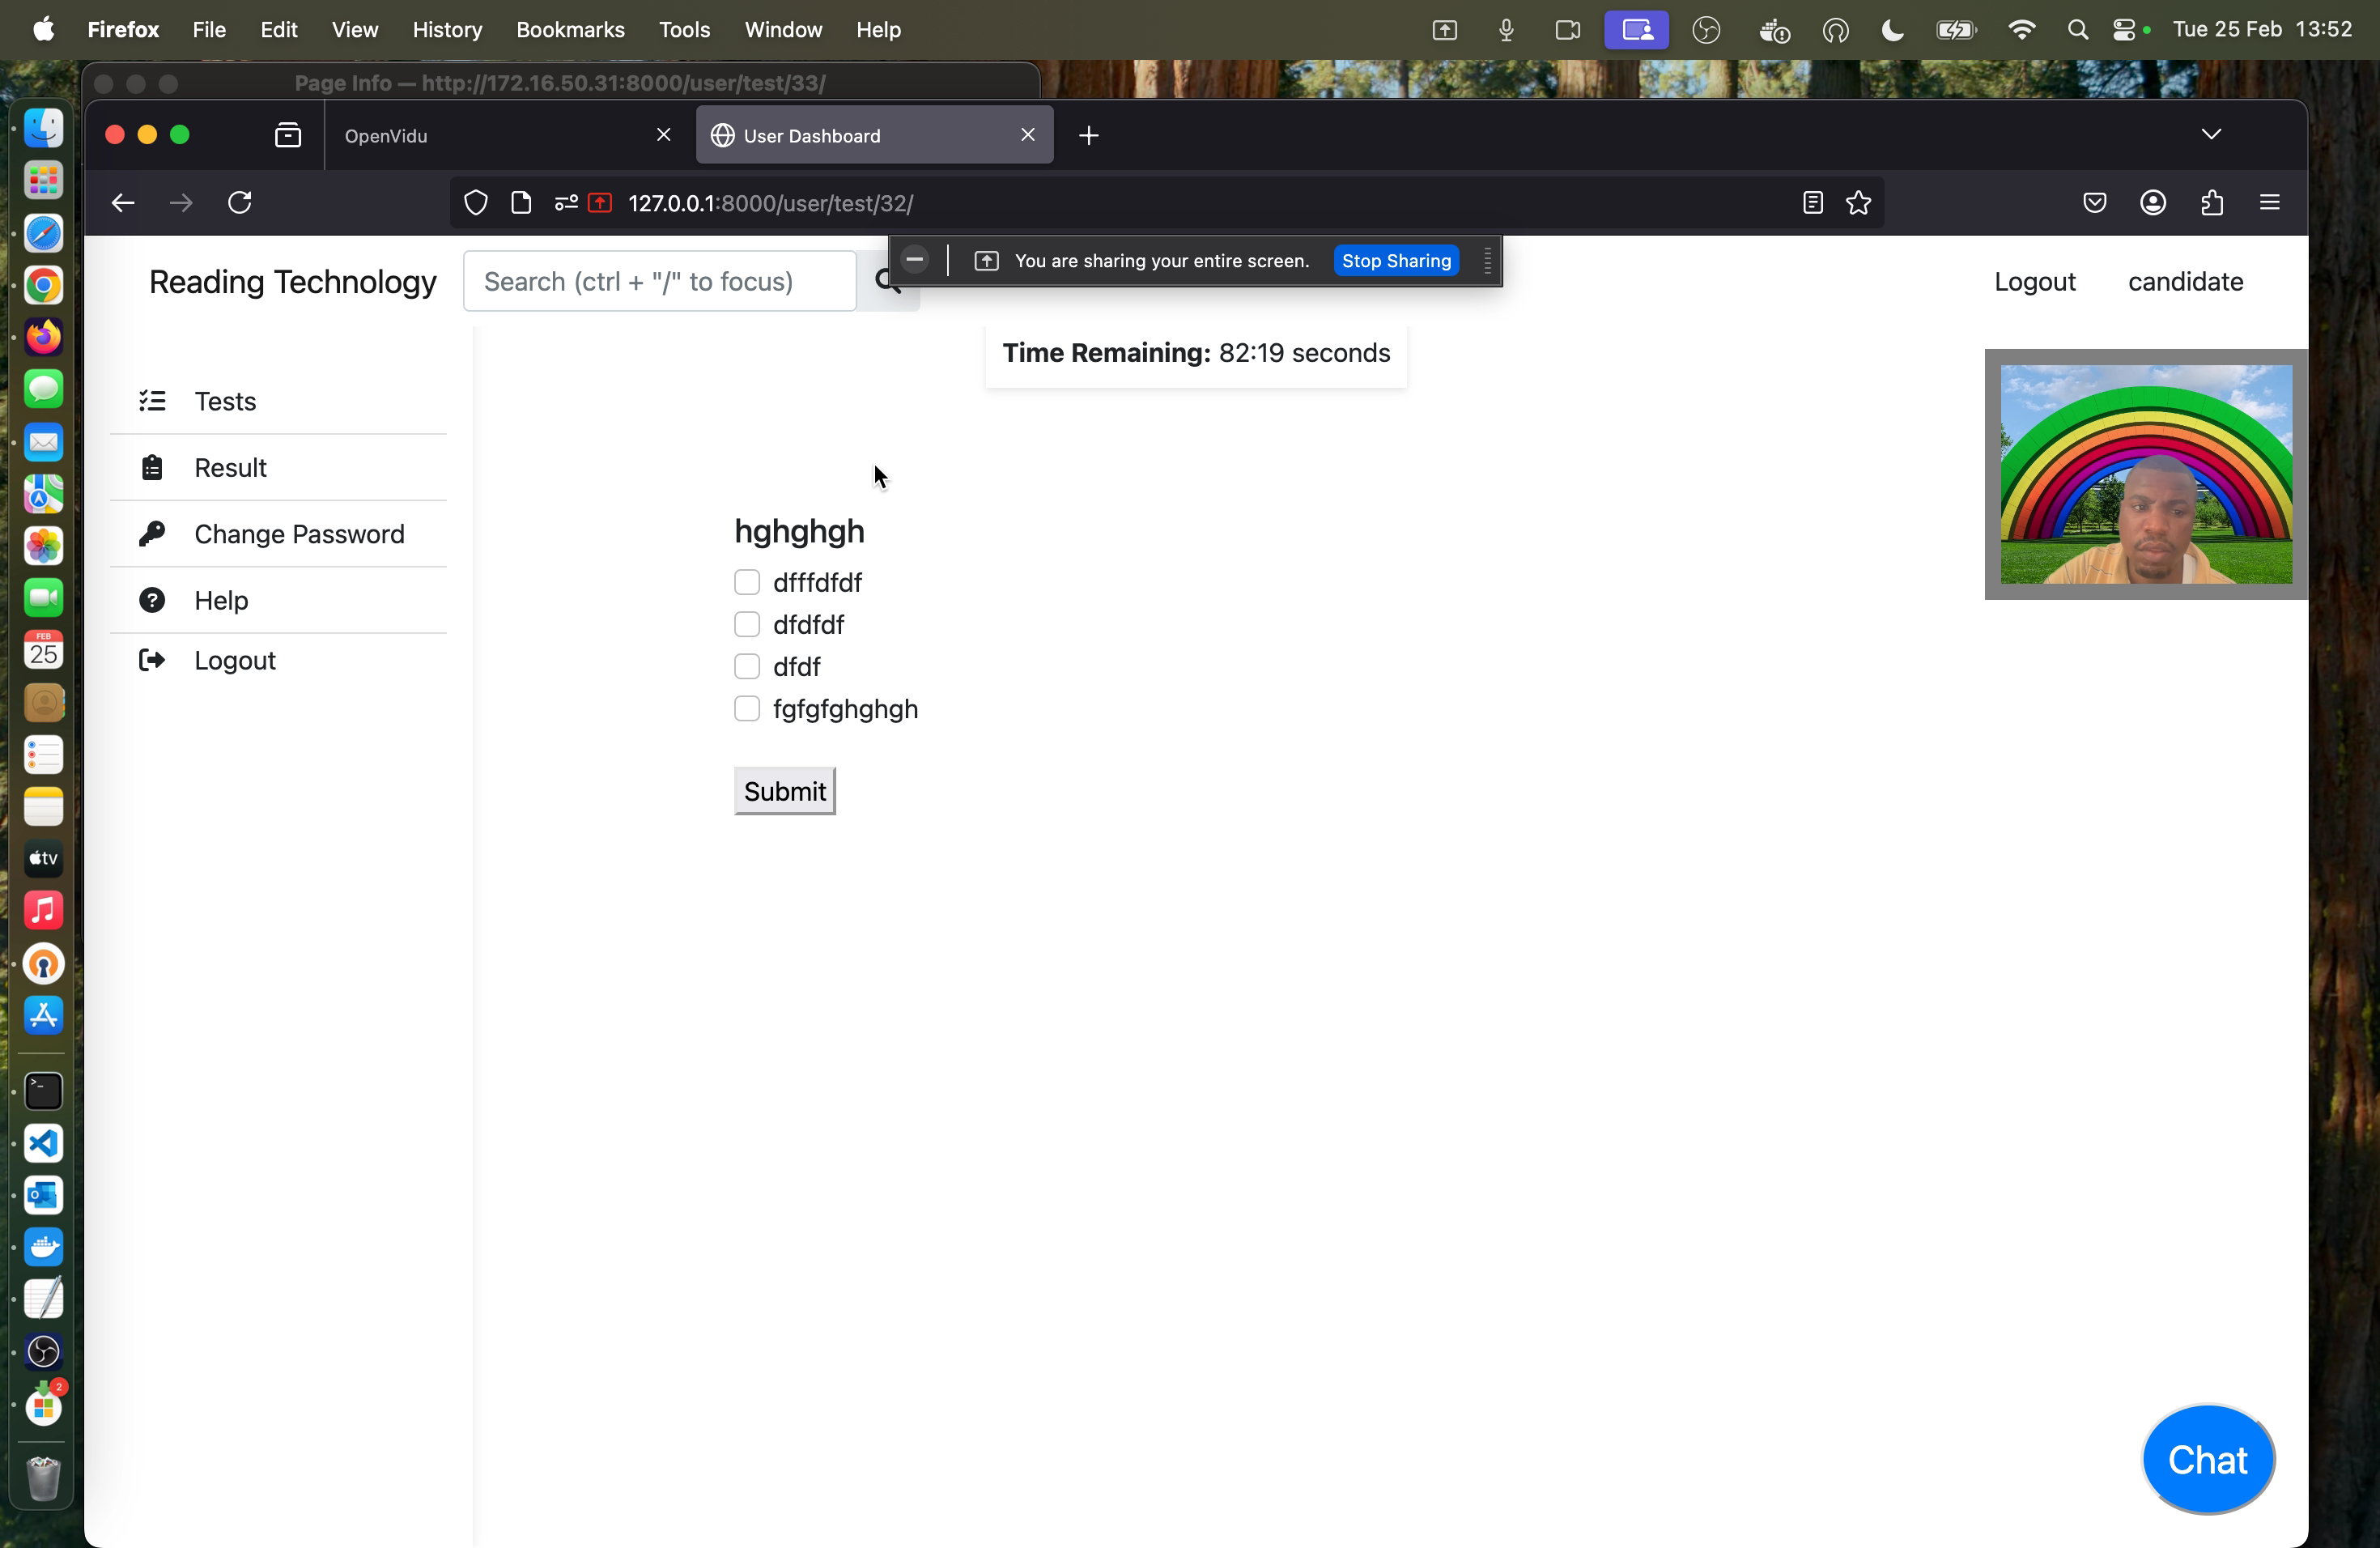 Firefox File Edit View History Bookmarks Tools Window Help Tue 25 Feb 13:52
Page Info — http://172.16.50.31:8000/user/test/33/
OpenVidu User Dashboard
127.0.0.1:8000/user/test/32/
You are sharing your entire screen. Stop Sharing
Reading Technology Search (ctrl + "/" to focus) Logout candidate
Time Remaining: 82:19 seconds
Tests
Result
Change Password
Help
Logout
hghghgh
dfffdfdf
dfdfdf
dfdf
fgfgfghghgh
Submit
Chat
FEB
25
tv
2